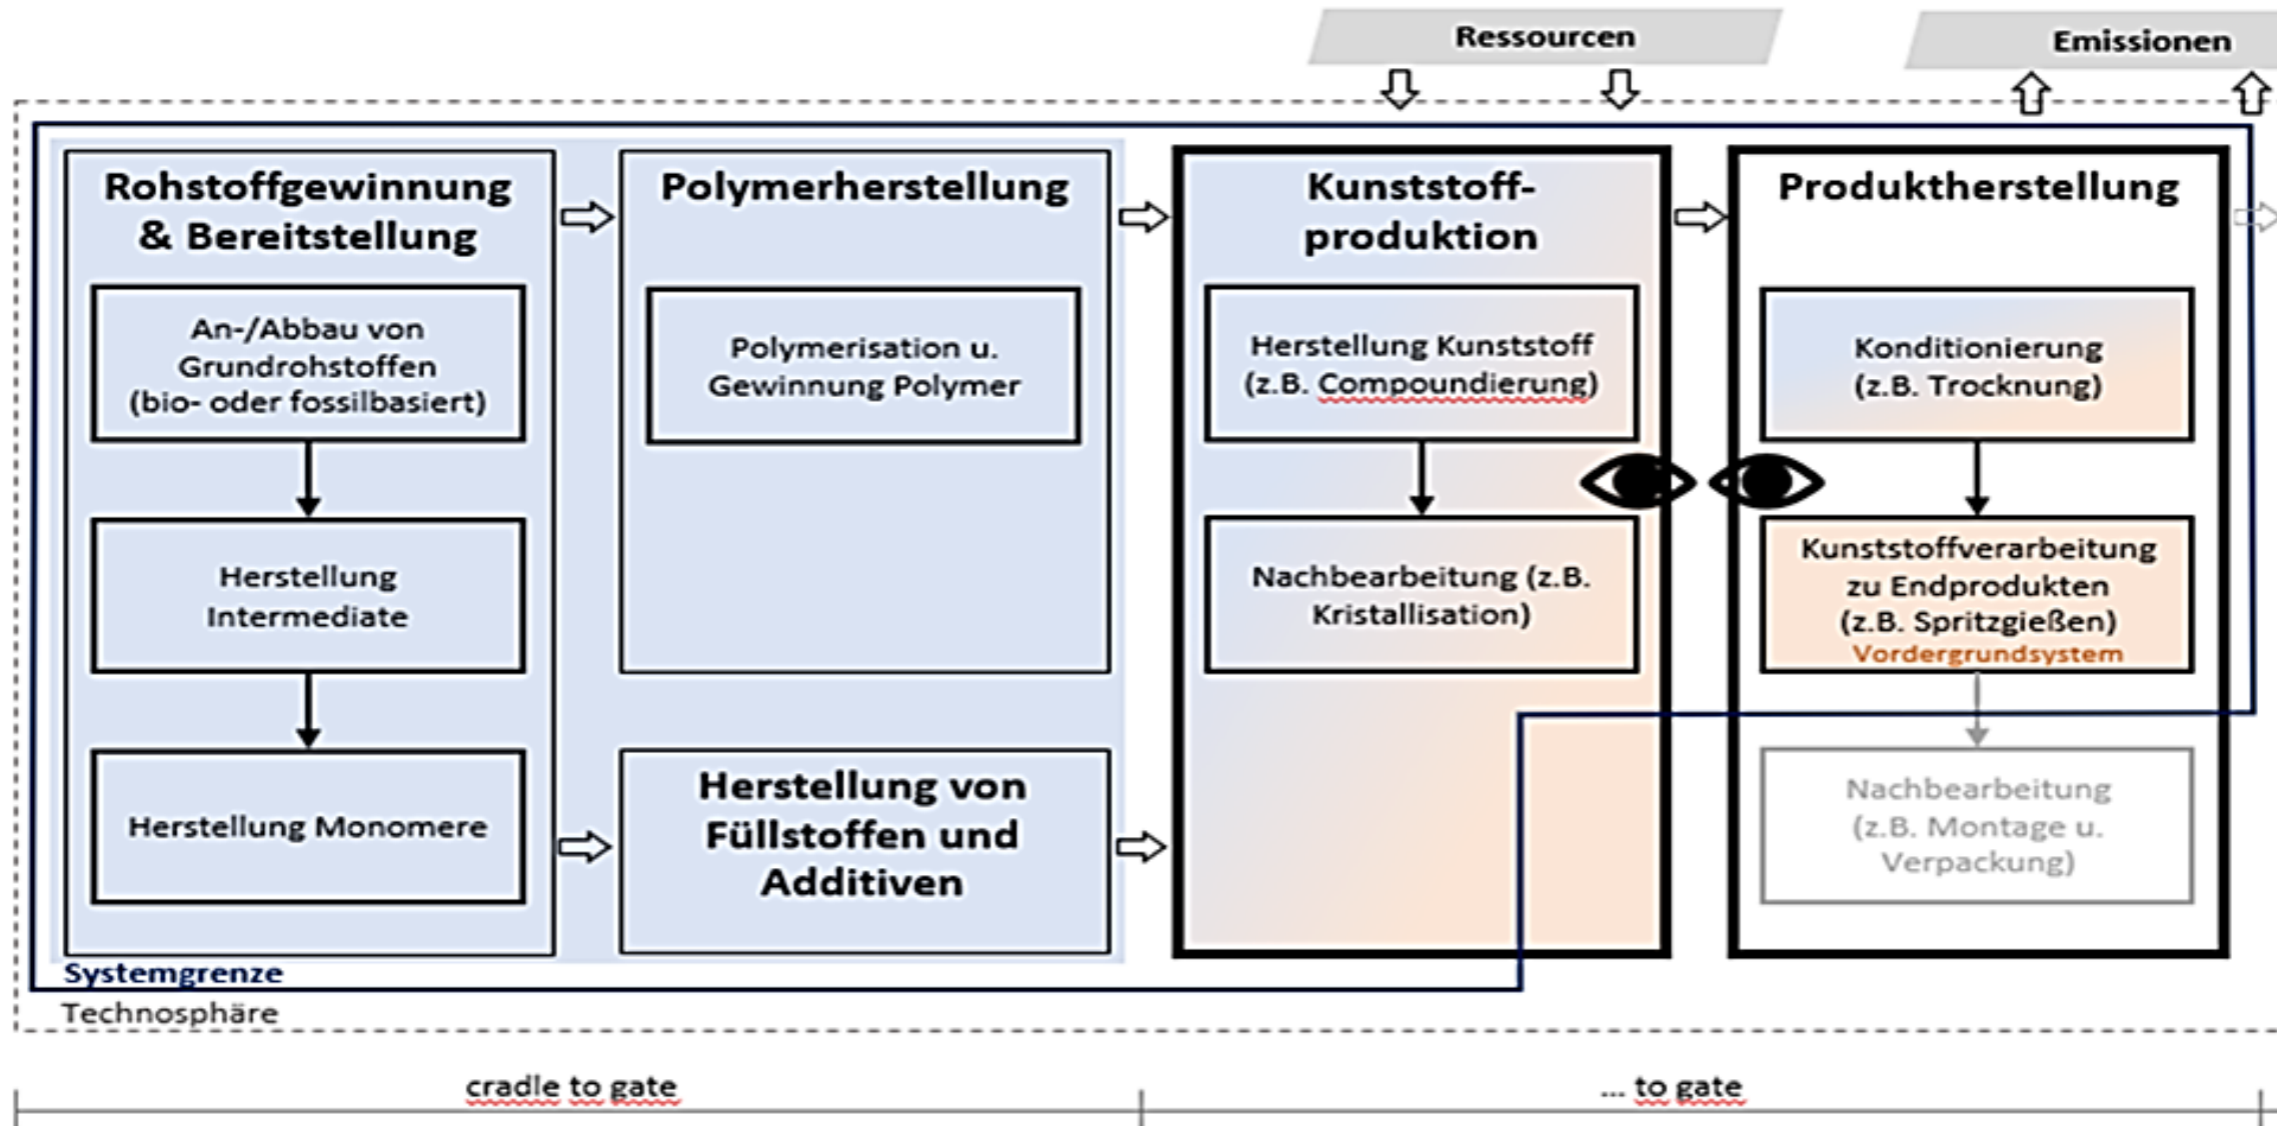 Ressourcen
Emissionen
Rohstoffgewinnung
& Bereitstellung
An-/Abbau von
Grundrohstoffen
(bio- oder fossilbasiert)
Herstellung
Intermediate
Herstellung Monomere
Polymerherstellung
Polymerisation u.
Gewinnung Polymer
Herstellung von
Füllstoffen und
Additiven
Kunststoff-
produktion
Herstellung Kunststoff
(z.B. Compoundierung)
Nachbearbeitung (z.B.
Kristallisation)
Produktherstellung
Konditionierung
(z.B. Trocknung)
Kunststoffverarbeitung
zu Endprodukten
(z.B. Spritzgießen)
Vordergrundsystem
Nachbearbeitung
(z.B. Montage u.
Verpackung)
Systemgrenze
Technosphäre
cradle to gate
... to gate